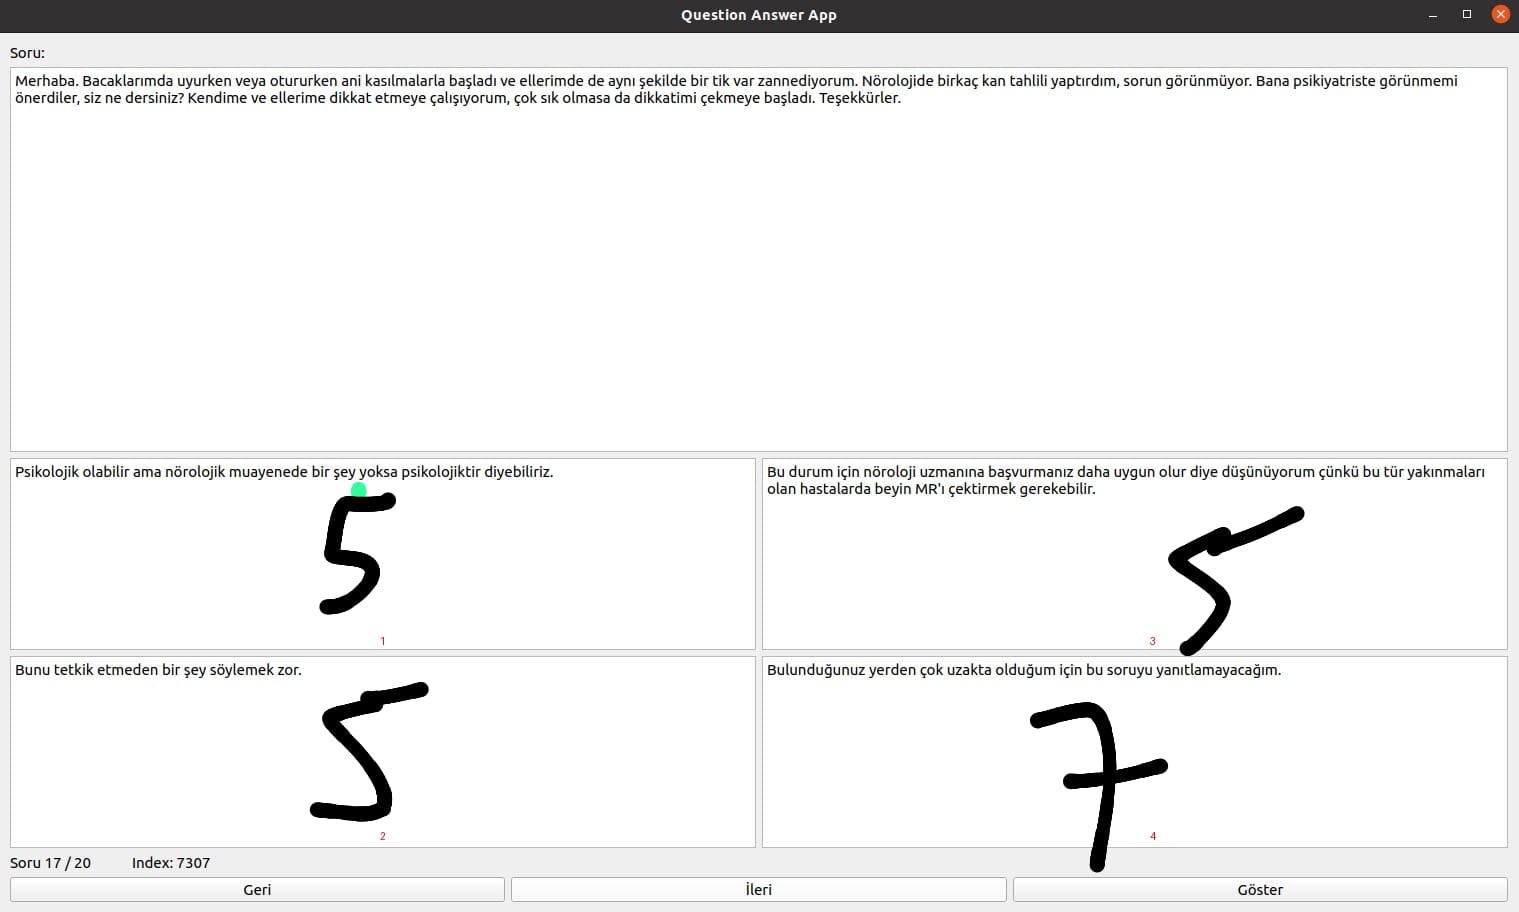 Question Answer App
Soru:
Merhaba. Bacaklarımda uyurken veya otururken ani kasılmalarla başladı ve ellerimde de aynı şekilde bir tik var zannediyorum. Nörolojide birkaç kan tahlili yaptırdım, sorun görünmüyor. Bana psikiyatriste görünmemi
önerdiler, siz ne dersiniz? Kendime ve ellerime dikkat etmeye çalışıyorum, çok sık olmasa da dikkatimi çekmeye başladı. Teşekkürler.
Psikolojik olabilir ama nörolojik muayenede bir şey yoksa psikolojiktir diyebiliriz.
5
1
Bu durum için nöroloji uzmanına başvurmanız daha uygun olur diye düşünüyorum çünkü bu tür yakınmaları
olan hastalarda beyin MR'ı çektirmek gerekebilir.
5
3
Bunu tetkik etmeden bir şey söylemek zor.
5
2
Bulunduğunuz yerden çok uzakta olduğum için bu soruyu yanıtlamayacağım.
7
4
Soru 17 / 20 Index: 7307
Geri İleri Göster